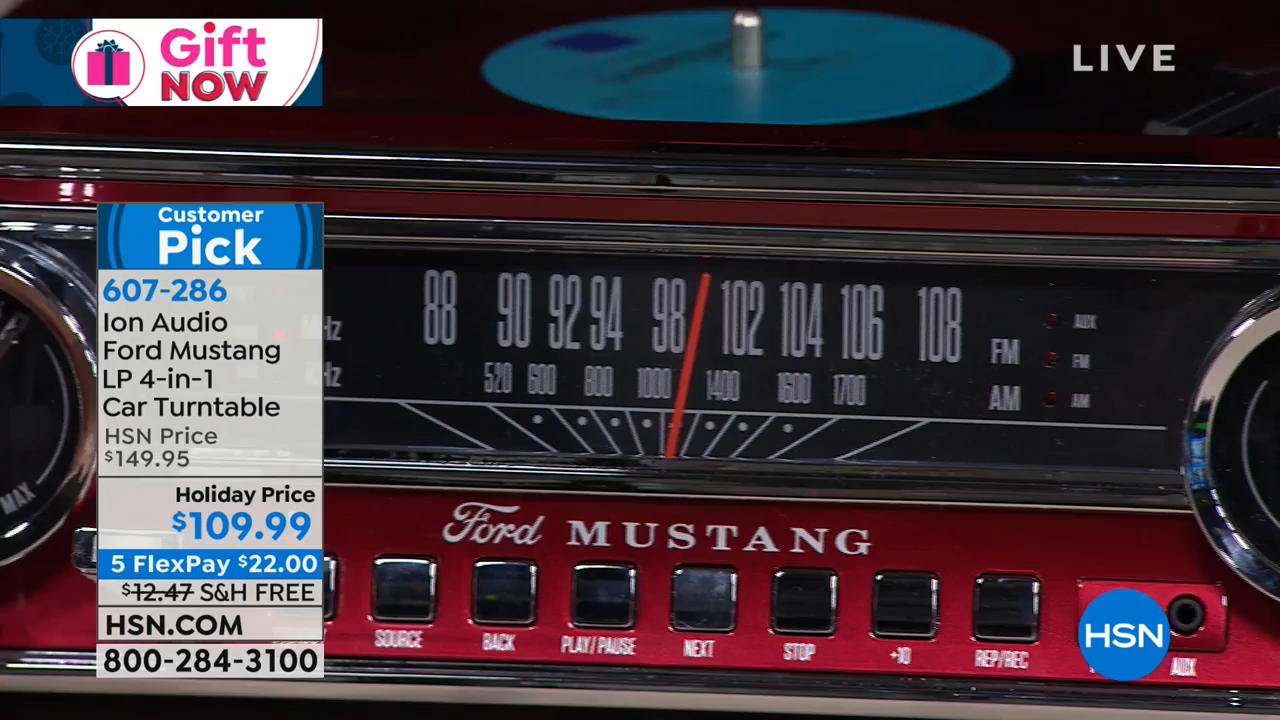 Gift
NOW
LIVE
Customer
Pick
607-286
Ion Audio
Ford Mustang
LP 4-in-1
Car Turntable
HSN Price
$149.95
Holiday Price
$109.99
5 FlexPay $22.00
$12.47 S&H FREE
HSN.COM
800-284-3100
88 90 92 94 98 102 104 106 108 FM
520 600 800 1000 1400 1600 1700 AM
AUX
FM
AM
MAX
Ford MUSTANG
SOURCE BACK PLAY/PAUSE NEXT STOP +10 REP/REC AUX
HSN